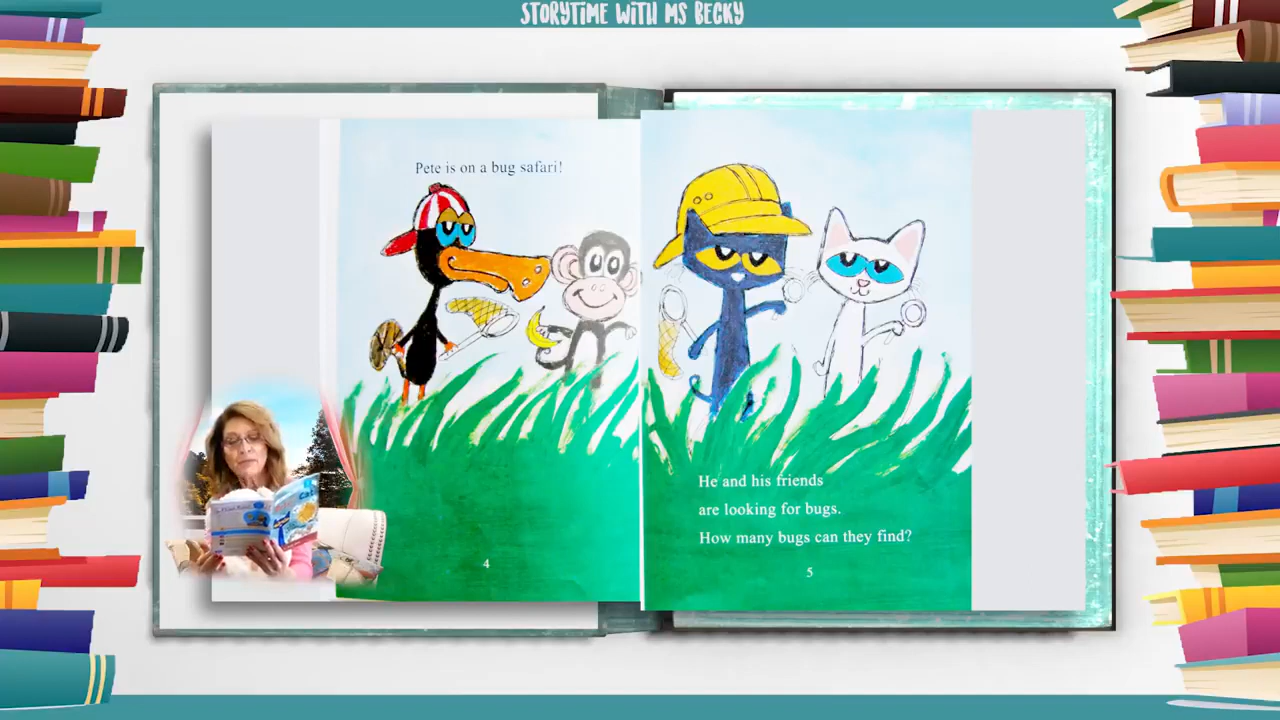 STORYTIME WITH MS BECKY
Pete is on a bug safari!
He and his friends
are looking for bugs.
How many bugs can they find?
4
5